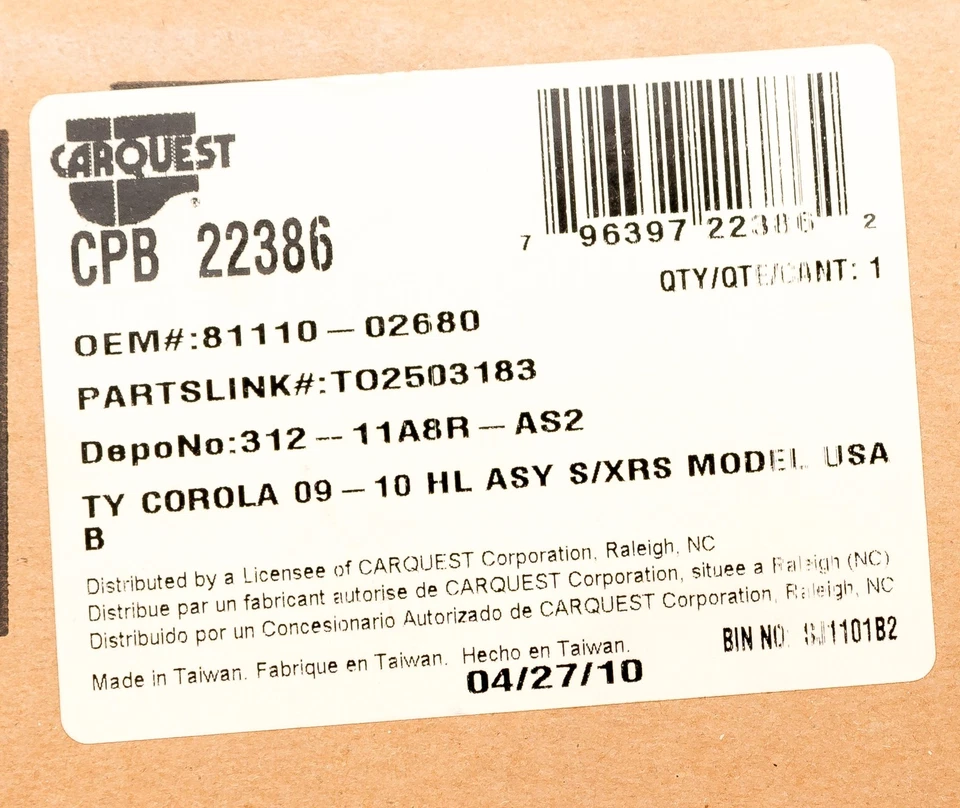 CARQUEST
CPB 22386
7 96397 22386 2
QTY/QTE/CANT: 1
OEM#:81110-02680
PARTSLINK#:TO2503183
DepoNo:312-11A8R-AS2
TY COROLA 09-10 HL ASY S/XRS MODEL USA
B
Distributed by a Licensee of CARQUEST Corporation, Raleigh, NC
Distribue par un fabricant autorise de CARQUEST Corporation, situee a Raleigh (NC)
Distribuido por un Concesionario Autorizado de CARQUEST Corporation, Raleigh, NC
Made in Taiwan. Fabrique en Taiwan. Hecho en Taiwan.
BIN NO:
04/27/10